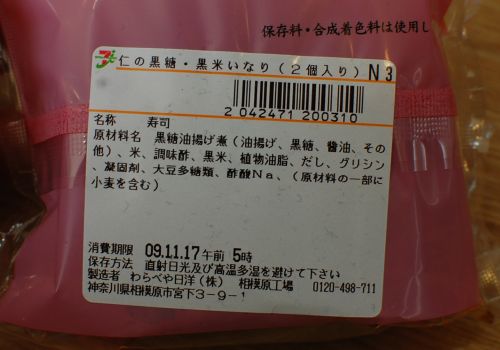 保存料・合成着色料は使用し
仁の黒糖・黒米いなり(2個入り) N3
2 042471 200310
名称 寿司
原材料名 黒糖油揚げ煮(油揚げ、黒糖、醤油、その
他)、米、調味酢、黒米、植物油脂、だし、グリシン
、凝固剤、大豆多糖類、酢酸Na、(原材料の一部に
小麦を含む)
消費期限 09.11.17午前 5時
保存方法 直射日光及び高温多湿を避けて下さい
製造者 わらべや日洋(株) 相模原工場 0120-498-711
神奈川県相模原市宮下3-9-1